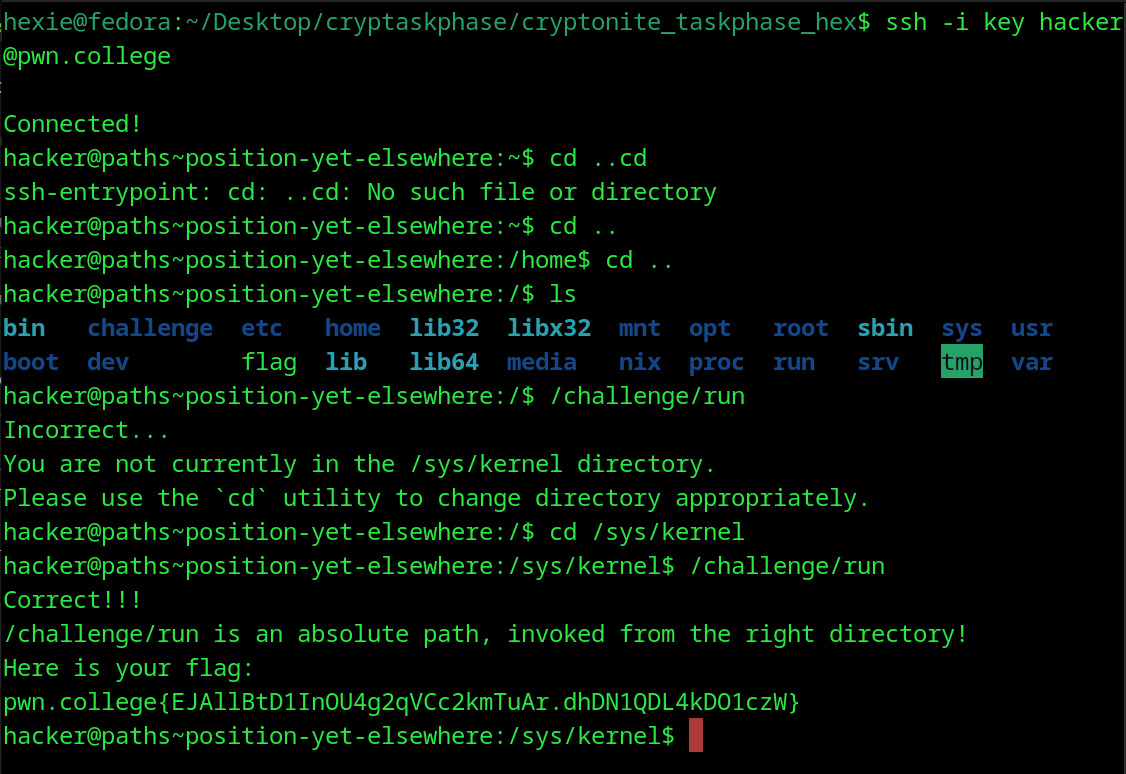 hexie@fedora:~/Desktop/cryptaskphase/cryptonite_taskphase_hex$ ssh -i key hacker
@pwn.college
Connected!
hacker@paths~position-yet-elsewhere:~$ cd ..cd
ssh-entrypoint: cd: ..cd: No such file or directory
hacker@paths~position-yet-elsewhere:~$ cd ..
hacker@paths~position-yet-elsewhere:/home$ cd ..
hacker@paths~position-yet-elsewhere:/$ ls
bin   challenge  etc   home  lib32  libx32  mnt  opt   root  sbin  sys  usr
boot  dev        flag  lib   lib64  media   nix  proc  run   srv   tmp  var
hacker@paths~position-yet-elsewhere:/$ /challenge/run
Incorrect...
You are not currently in the /sys/kernel directory.
Please use the `cd` utility to change directory appropriately.
hacker@paths~position-yet-elsewhere:/$ cd /sys/kernel
hacker@paths~position-yet-elsewhere:/sys/kernel$ /challenge/run
Correct!!!
/challenge/run is an absolute path, invoked from the right directory!
Here is your flag:
pwn.college{EJAllBtD1InOU4g2qVCc2kmTuAr.dhDN1QDL4kDO1czW}
hacker@paths~position-yet-elsewhere:/sys/kernel$